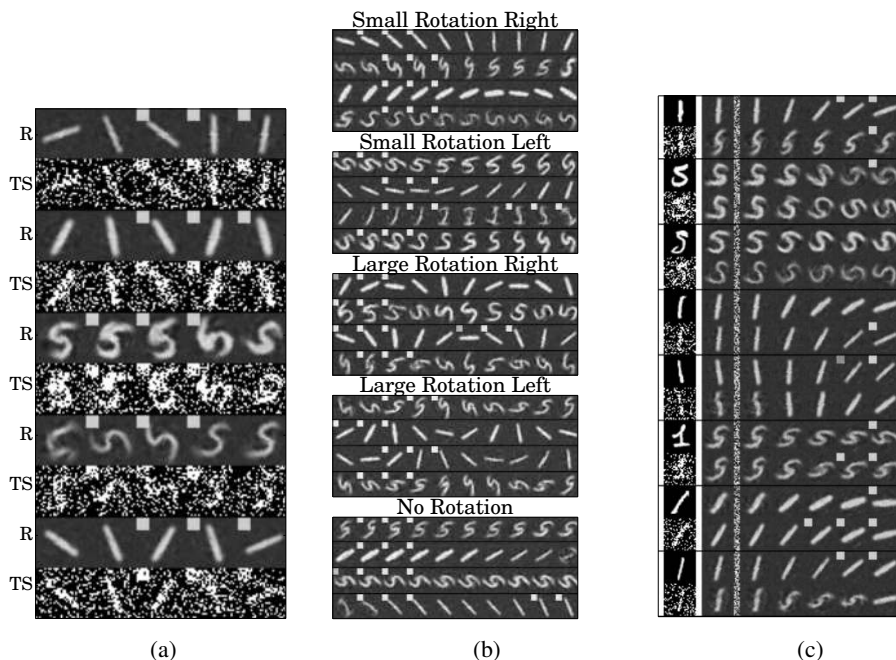 Small Rotation Right
Small Rotation Left
Large Rotation Right
Large Rotation Left
No Rotation
R
TS
R
TS
R
TS
R
TS
R
TS
(a)
(b)
(c)